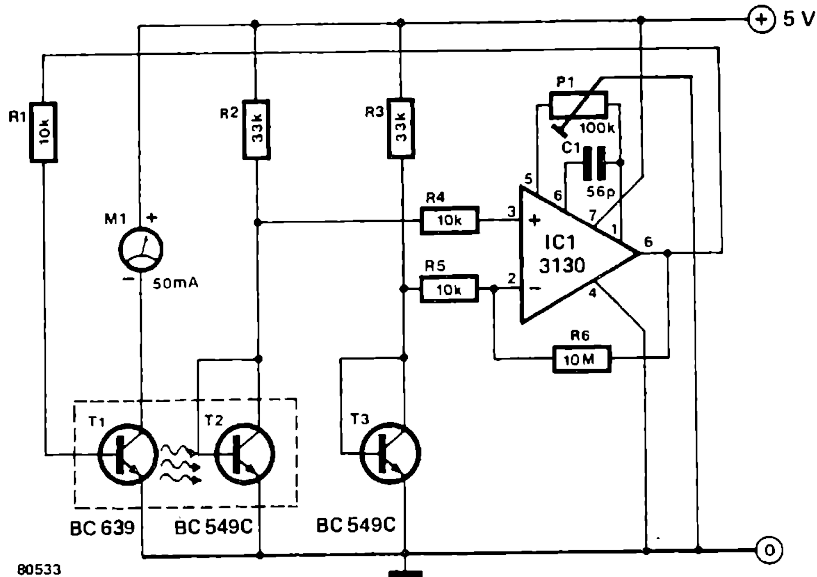 + 5 V
R1
10k
R2
33k
R3
33k
P1
100k
C1
56p
5
6
7
1
M1
+
−
50mA
R4
10k
3
+
IC1
3130
6
R5
10k
2
−
4
R6
10M
T1
T2
T3
BC 639
BC 549C
BC 549C
0
80533